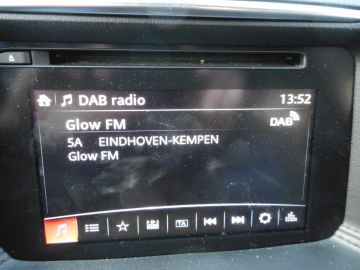 DAB radio 13:52
Glow FM DAB
5A EINDHOVEN-KEMPEN
Glow FM
TA